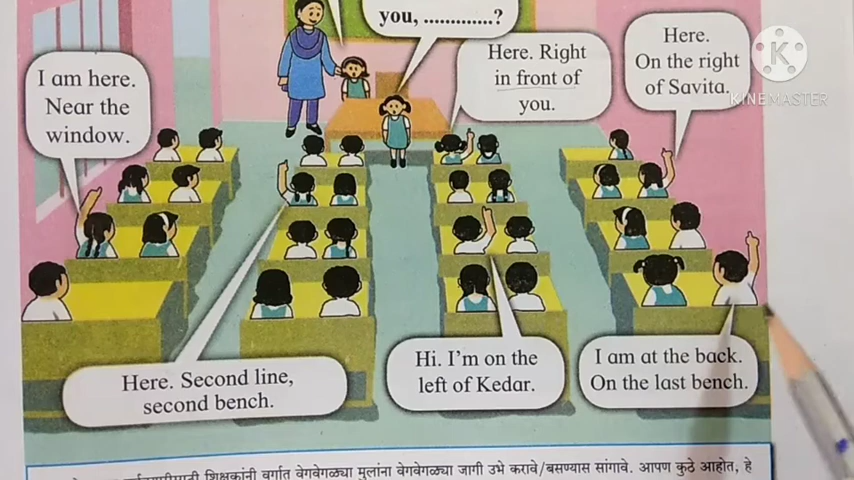 you, .............?
I am here.
Near the
window.
Here. Right
in front of
you.
Here.
On the right
of Savita.
KINEMASTER
Here. Second line,
second bench.
Hi. I'm on the
left of Kedar.
I am at the back.
On the last bench.
शिक्षकांनी वर्गात वेगवेगळ्या मुलांना वेगवेगळ्या जागी उभे करावे/बसण्यास सांगावे. आपण कुठे आहोत, हे